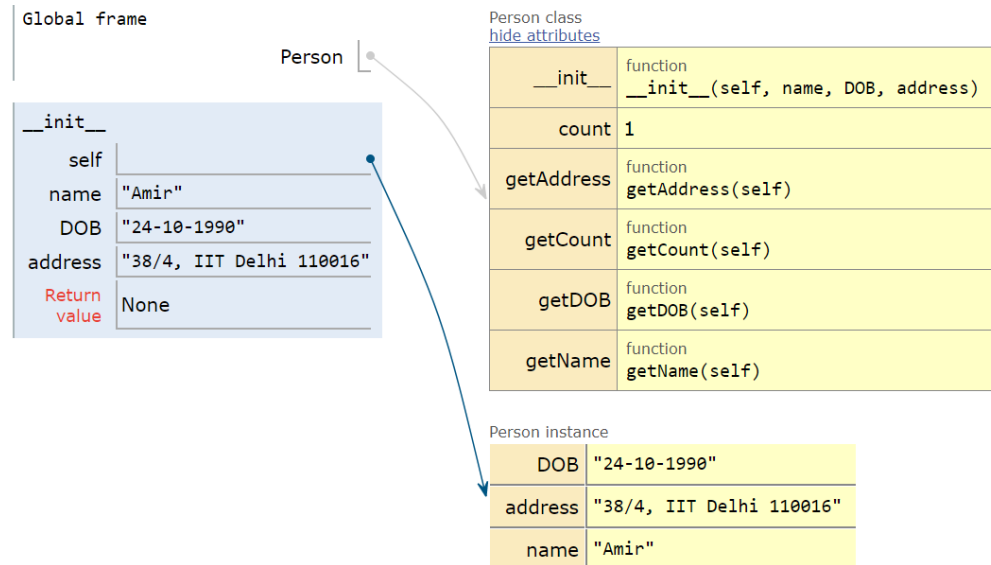 Global frame
Person
__init__
self
name "Amir"
DOB "24-10-1990"
address "38/4, IIT Delhi 110016"
Return
value None
Person class
hide attributes
__init__ function
__init__(self, name, DOB, address)
count 1
getAddress function
getAddress(self)
getCount function
getCount(self)
getDOB function
getDOB(self)
getName function
getName(self)
Person instance
DOB "24-10-1990"
address "38/4, IIT Delhi 110016"
name "Amir"